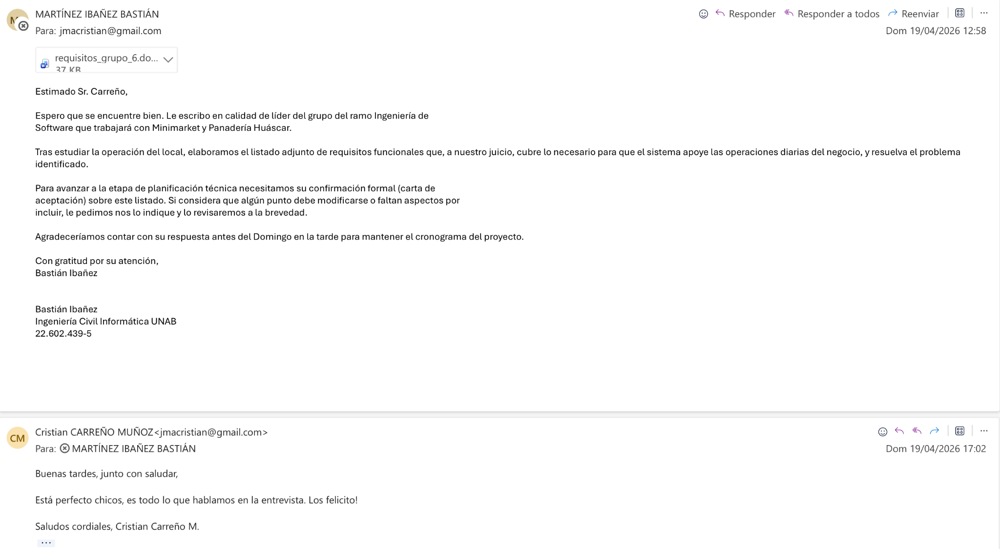 MARTÍNEZ IBAÑEZ BASTIÁN
Responder Responder a todos Reenviar
Para: jmacristian@gmail.com
Dom 19/04/2026 12:58
requisitos_grupo_6.do...
37 KB
Estimado Sr. Carreño,
Espero que se encuentre bien. Le escribo en calidad de líder del grupo del ramo Ingeniería de
Software que trabajará con Minimarket y Panadería Huáscar.
Tras estudiar la operación del local, elaboramos el listado adjunto de requisitos funcionales que, a nuestro juicio, cubre lo necesario para que el sistema apoye las operaciones diarias del negocio, y resuelva el problema
identificado.
Para avanzar a la etapa de planificación técnica necesitamos su confirmación formal (carta de
aceptación) sobre este listado. Si considera que algún punto debe modificarse o faltan aspectos por
incluir, le pedimos nos lo indique y lo revisaremos a la brevedad.
Agradeceríamos contar con su respuesta antes del Domingo en la tarde para mantener el cronograma del proyecto.
Con gratitud por su atención,
Bastián Ibañez
Bastián Ibañez
Ingeniería Civil Informática UNAB
22.602.439-5
CM
Cristian CARREÑO MUÑOZ<jmacristian@gmail.com>
Para: MARTÍNEZ IBAÑEZ BASTIÁN
Dom 19/04/2026 17:02
Buenas tardes, junto con saludar,
Está perfecto chicos, es todo lo que hablamos en la entrevista. Los felicito!
Saludos cordiales, Cristian Carreño M.
...